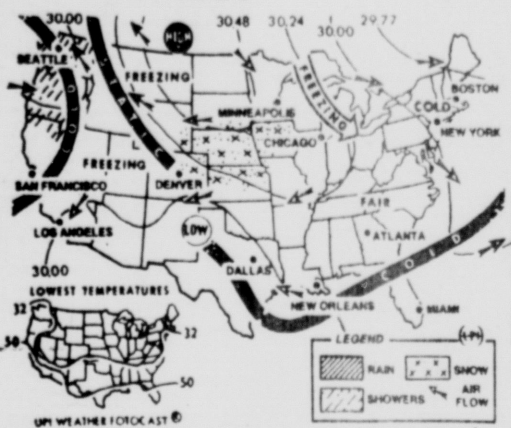 30.00
HIGH
30.48
30.24
30.00
29.77
SEATTLE
COLD
STATIC
FREEZING
FREEZING
MINNEAPOLIS
COLD
BOSTON
NEW YORK
CHICAGO
FREEZING
DENVER
SAN FRANCISCO
FAIR
LOS ANGELES
LOW
ATLANTA
COLD
30.00
DALLAS
NEW ORLEANS
MIAMI
LOWEST TEMPERATURES
32
32
50
50
LEGEND
RAIN
SNOW
SHOWERS
AIR
FLOW
UPI WEATHER FOTOCAST ©